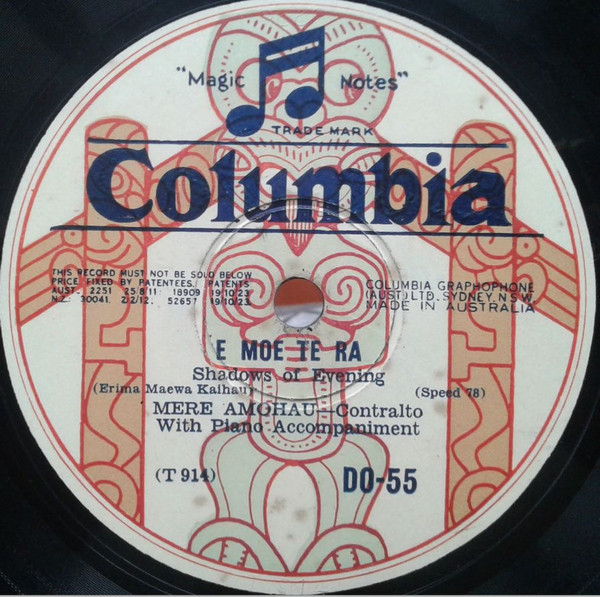 "Magic Notes"
TRADE MARK
Columbia
THIS RECORD MUST NOT BE SOLD BELOW
PRICE FIXED BY PATENTEES. PATENTS
AUST. 2251 25/8/11. 18909 19/10/23
N.Z. 30041. 2/2/12. 52657 19/10/23
COLUMBIA GRAPHOPHONE
(AUST) LTD. SYDNEY, N.S.W.
MADE IN AUSTRALIA
E MOE TE RA
Shadows of Evening
(Erima Maewa Kaihau)
(Speed 78)
MERE AMOHAU—Contralto
With Piano Accompaniment
(T 914)
DO-55